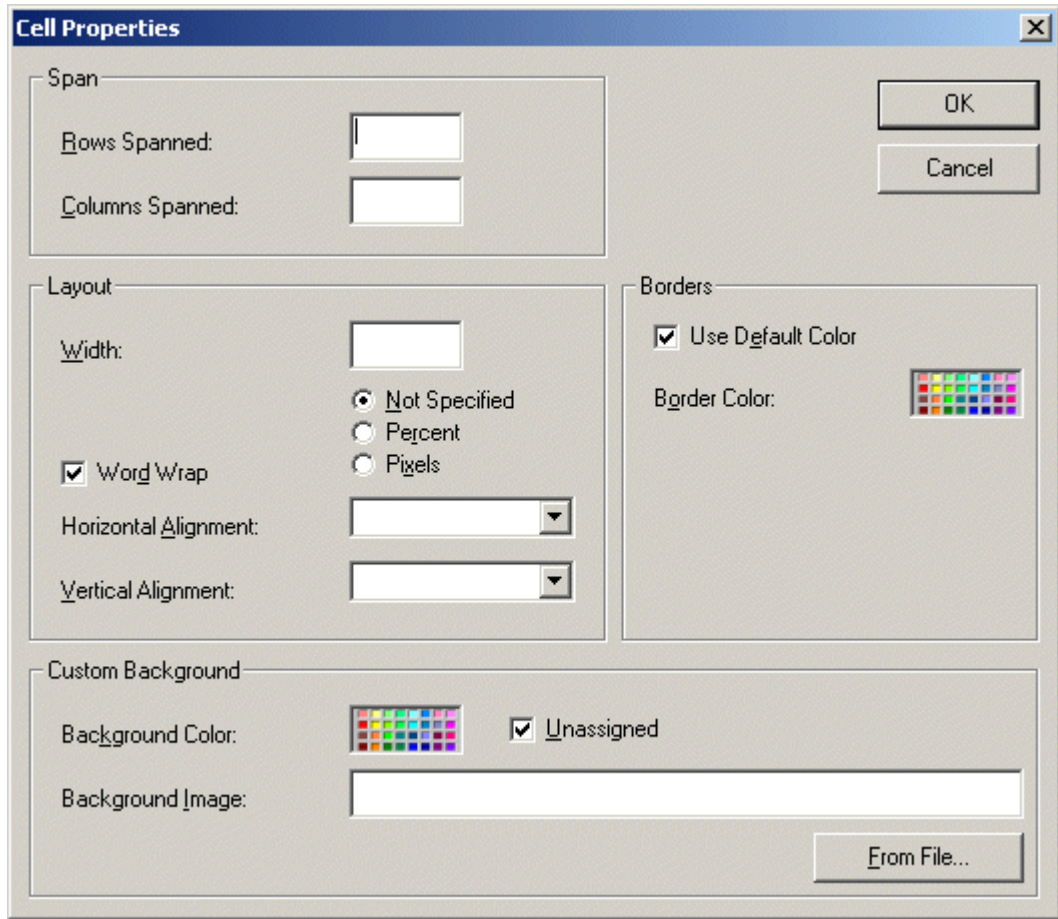 Cell Properties
Span
Rows Spanned:
Columns Spanned:
OK
Cancel
Layout
Width:
Not Specified
Percent
Pixels
Word Wrap
Horizontal Alignment:
Vertical Alignment:
Borders
Use Default Color
Border Color:
Custom Background
Background Color:
Unassigned
Background Image:
From File...